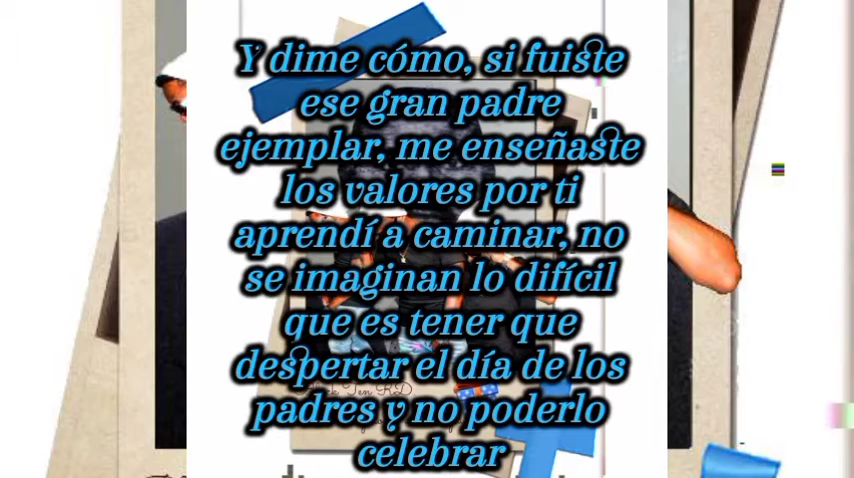 Y dime cómo, si fuiste
ese gran padre
ejemplar, me enseñaste
los valores por ti
aprendí a caminar, no
se imaginan lo difícil
que es tener que
despertar el día de los
padres y no poderlo
celebrar